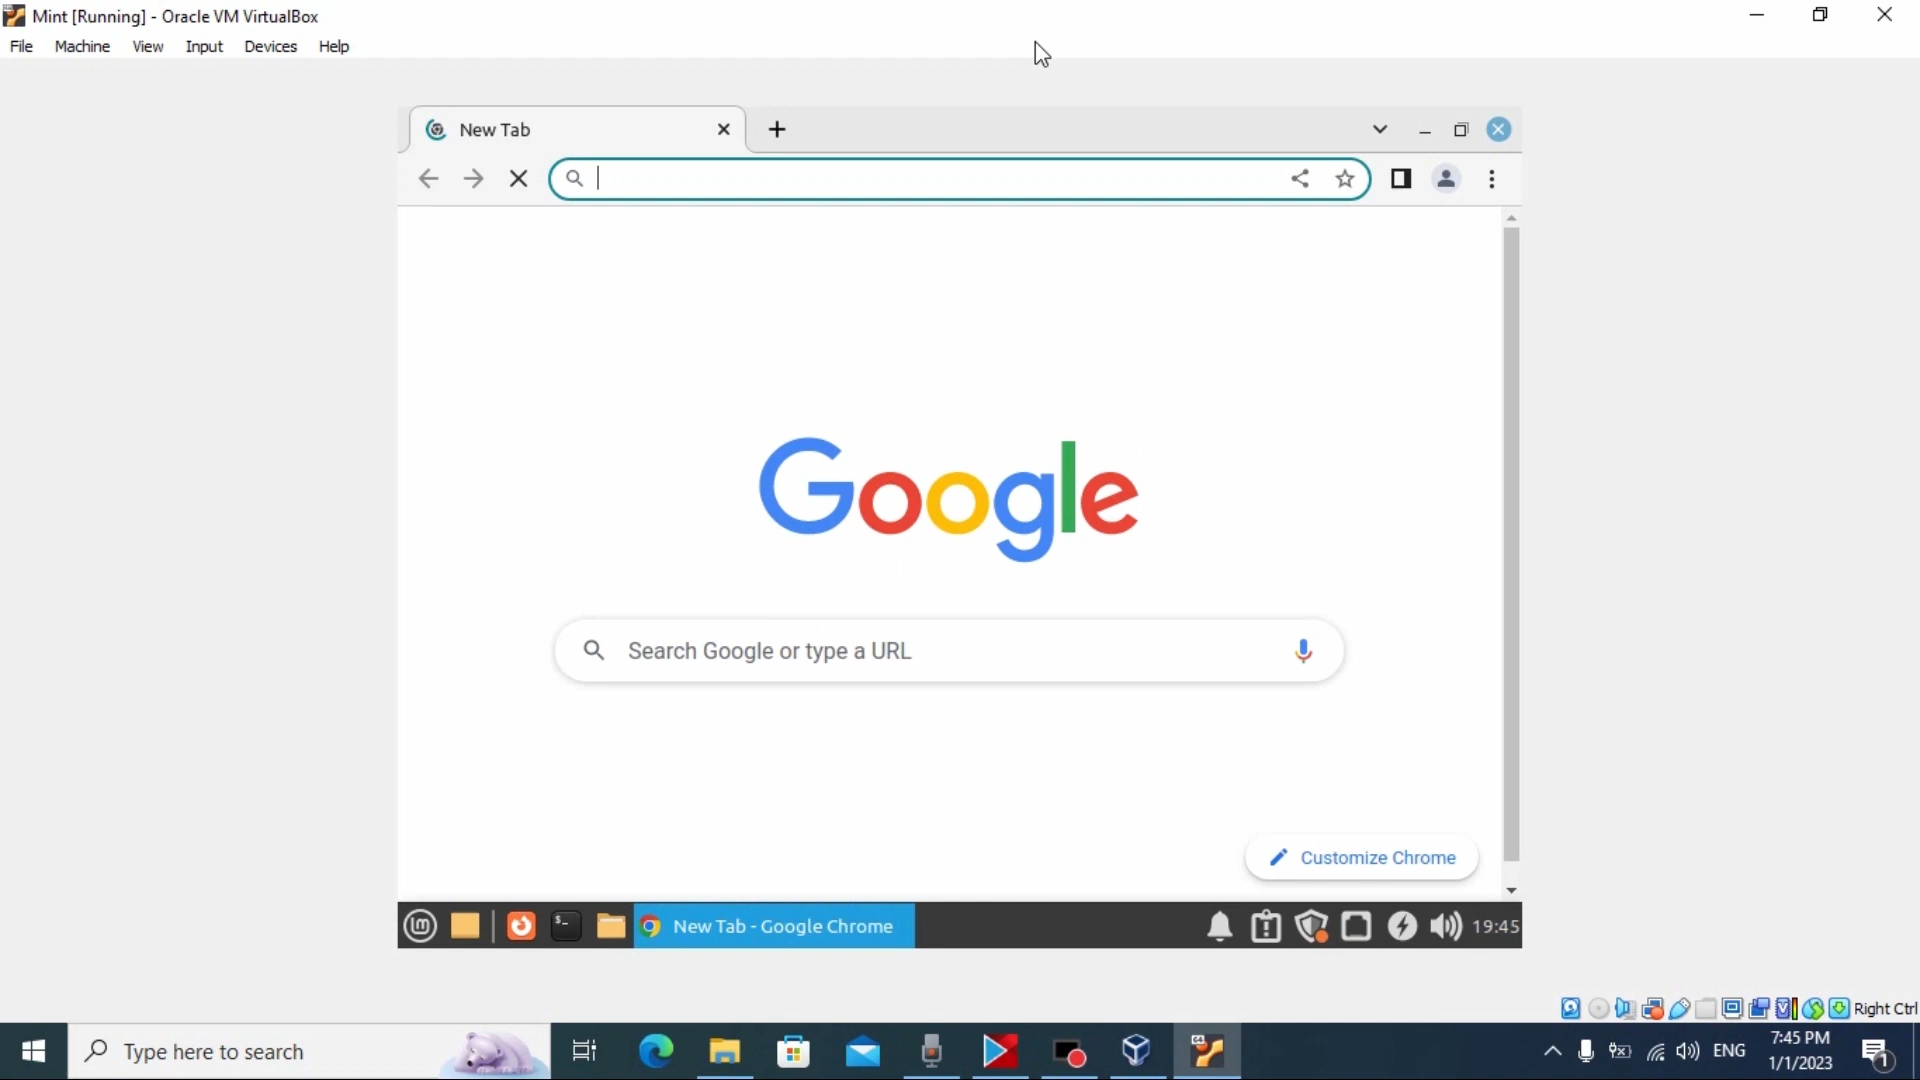 Mint [Running] - Oracle VM VirtualBox
File Machine View Input Devices Help
New Tab
Google
Search Google or type a URL
Customize Chrome
New Tab - Google Chrome
19:45
Right Ctrl
Type here to search
64
ENG
7:45 PM
1/1/2023
1